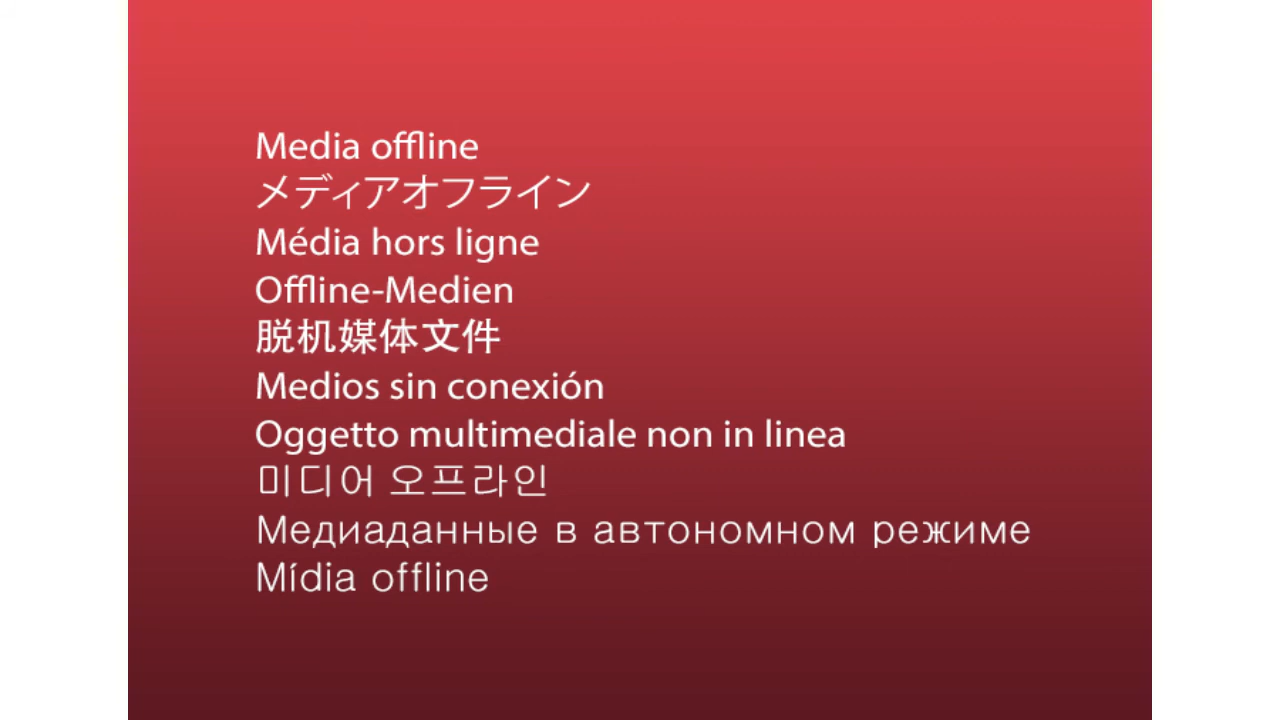 Media offline
メディアオフライン
Média hors ligne
Offline-Medien
脱机媒体文件
Medios sin conexión
Oggetto multimediale non in linea
미디어 오프라인
Медиаданные в автономном режиме
Mídia offline